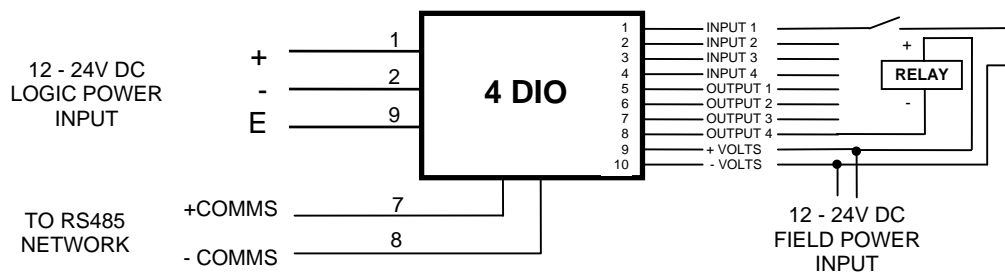 12 - 24V DC
LOGIC POWER
INPUT
+ 1
- 2
E 9
4 DIO
1 INPUT 1
2 INPUT 2
3 INPUT 3
4 INPUT 4
5 OUTPUT 1
6 OUTPUT 2
7 OUTPUT 3
8 OUTPUT 4
9 + VOLTS
10 - VOLTS
+
RELAY
-
TO RS485
NETWORK
+COMMS 7
- COMMS 8
12 - 24V DC
FIELD POWER
INPUT